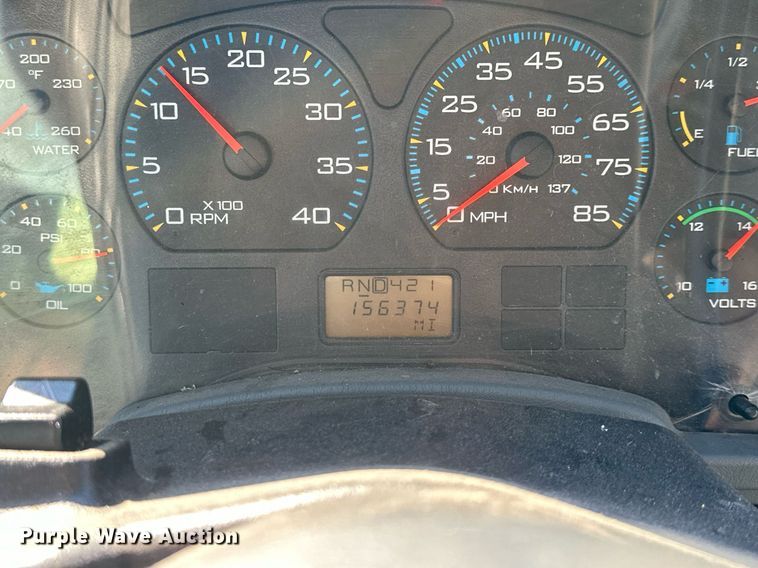 200
°F
230
260
WATER
40 60
20 80
PSI
0 100
OIL
15 20 25
10 30
5 35
0 40
X100
RPM
45
35 55
25 65
15 75
5 85
0 MPH
60 80
40 100
20 120
0 KM/H 137
1/2
1/4
E
FUEL
12 14
10 16
VOLTS
RND421
156374
MI
Purple Wave Auction